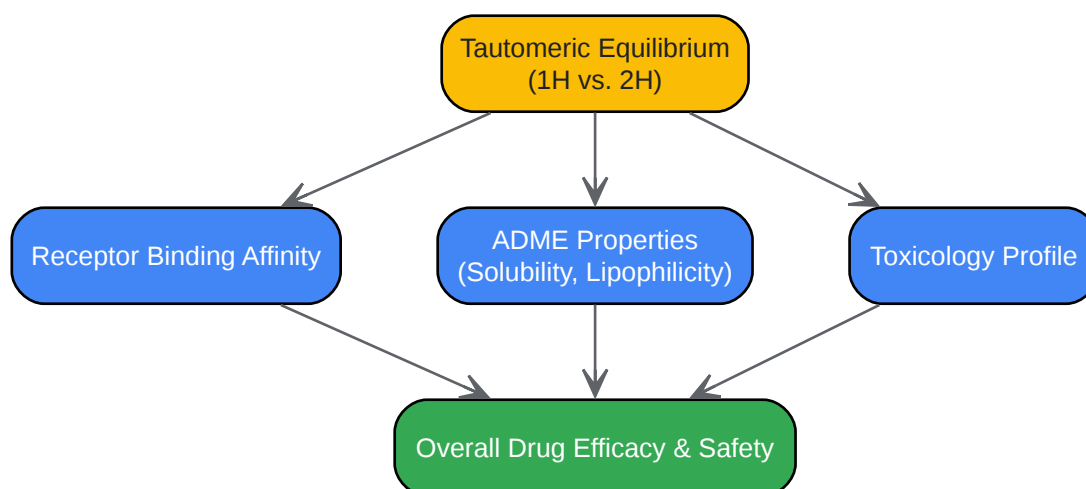 Tautomeric Equilibrium
(1H vs. 2H)
Receptor Binding Affinity
ADME Properties
(Solubility, Lipophilicity)
Toxicology Profile
Overall Drug Efficacy & Safety